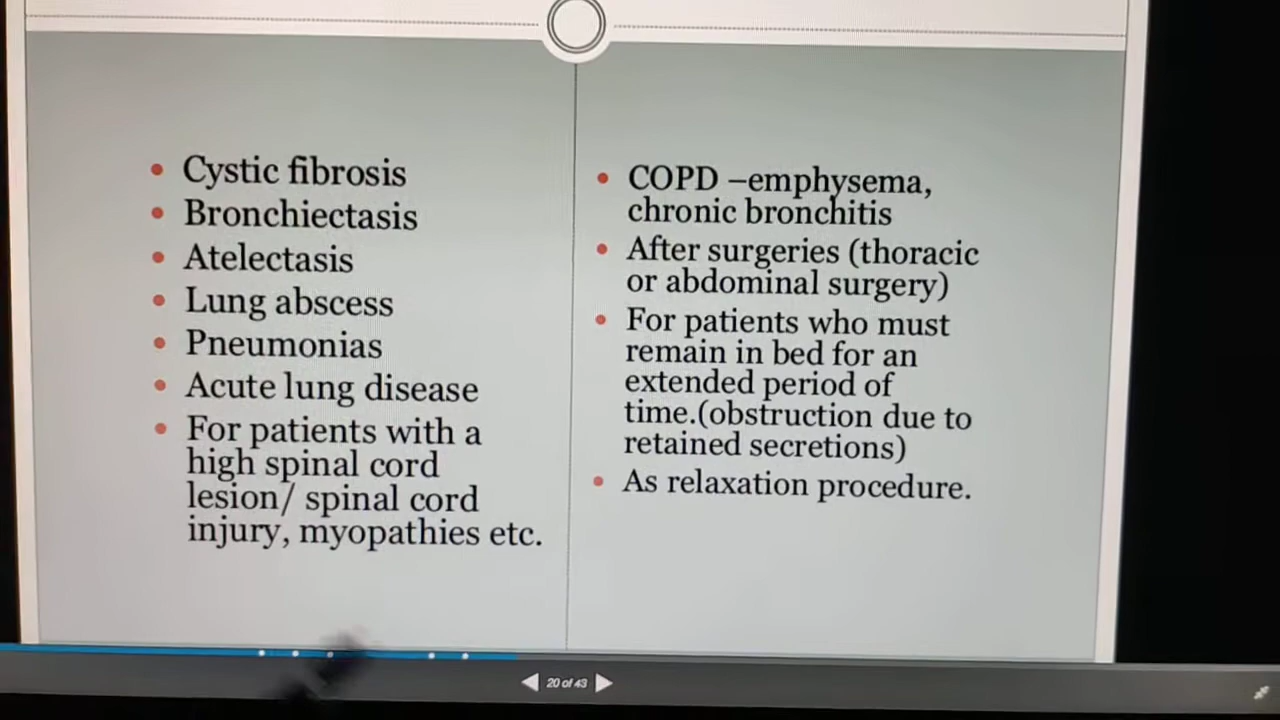 Cystic fibrosis
Bronchiectasis
Atelectasis
Lung abscess
Pneumonias
Acute lung disease
For patients with a
high spinal cord
lesion/ spinal cord
injury, myopathies etc.
COPD –emphysema,
chronic bronchitis
After surgeries (thoracic
or abdominal surgery)
For patients who must
remain in bed for an
extended period of
time.(obstruction due to
retained secretions)
As relaxation procedure.
20 of 43